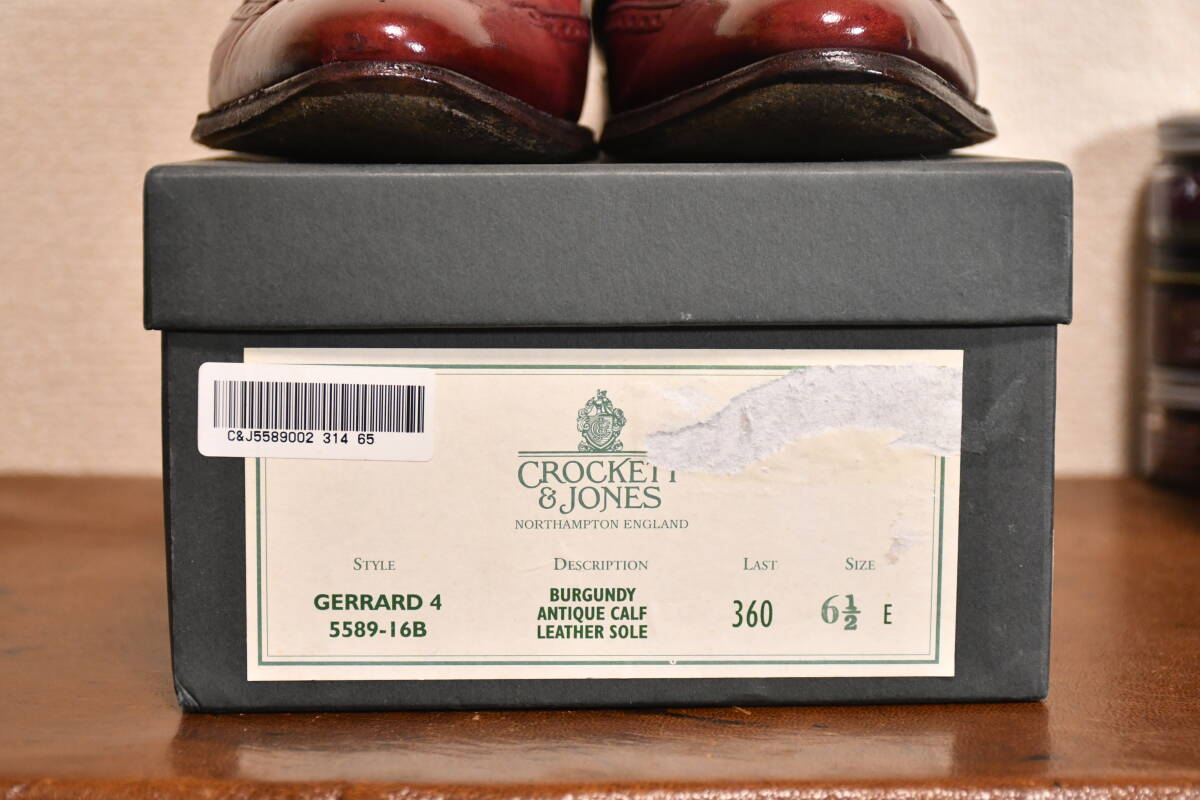 C&J5589002 314 65
CROCKETT
& JONES
NORTHAMPTON ENGLAND
STYLE DESCRIPTION LAST SIZE
GERRARD 4
5589-16B
BURGUNDY
ANTIQUE CALF
LEATHER SOLE
360
6½ E